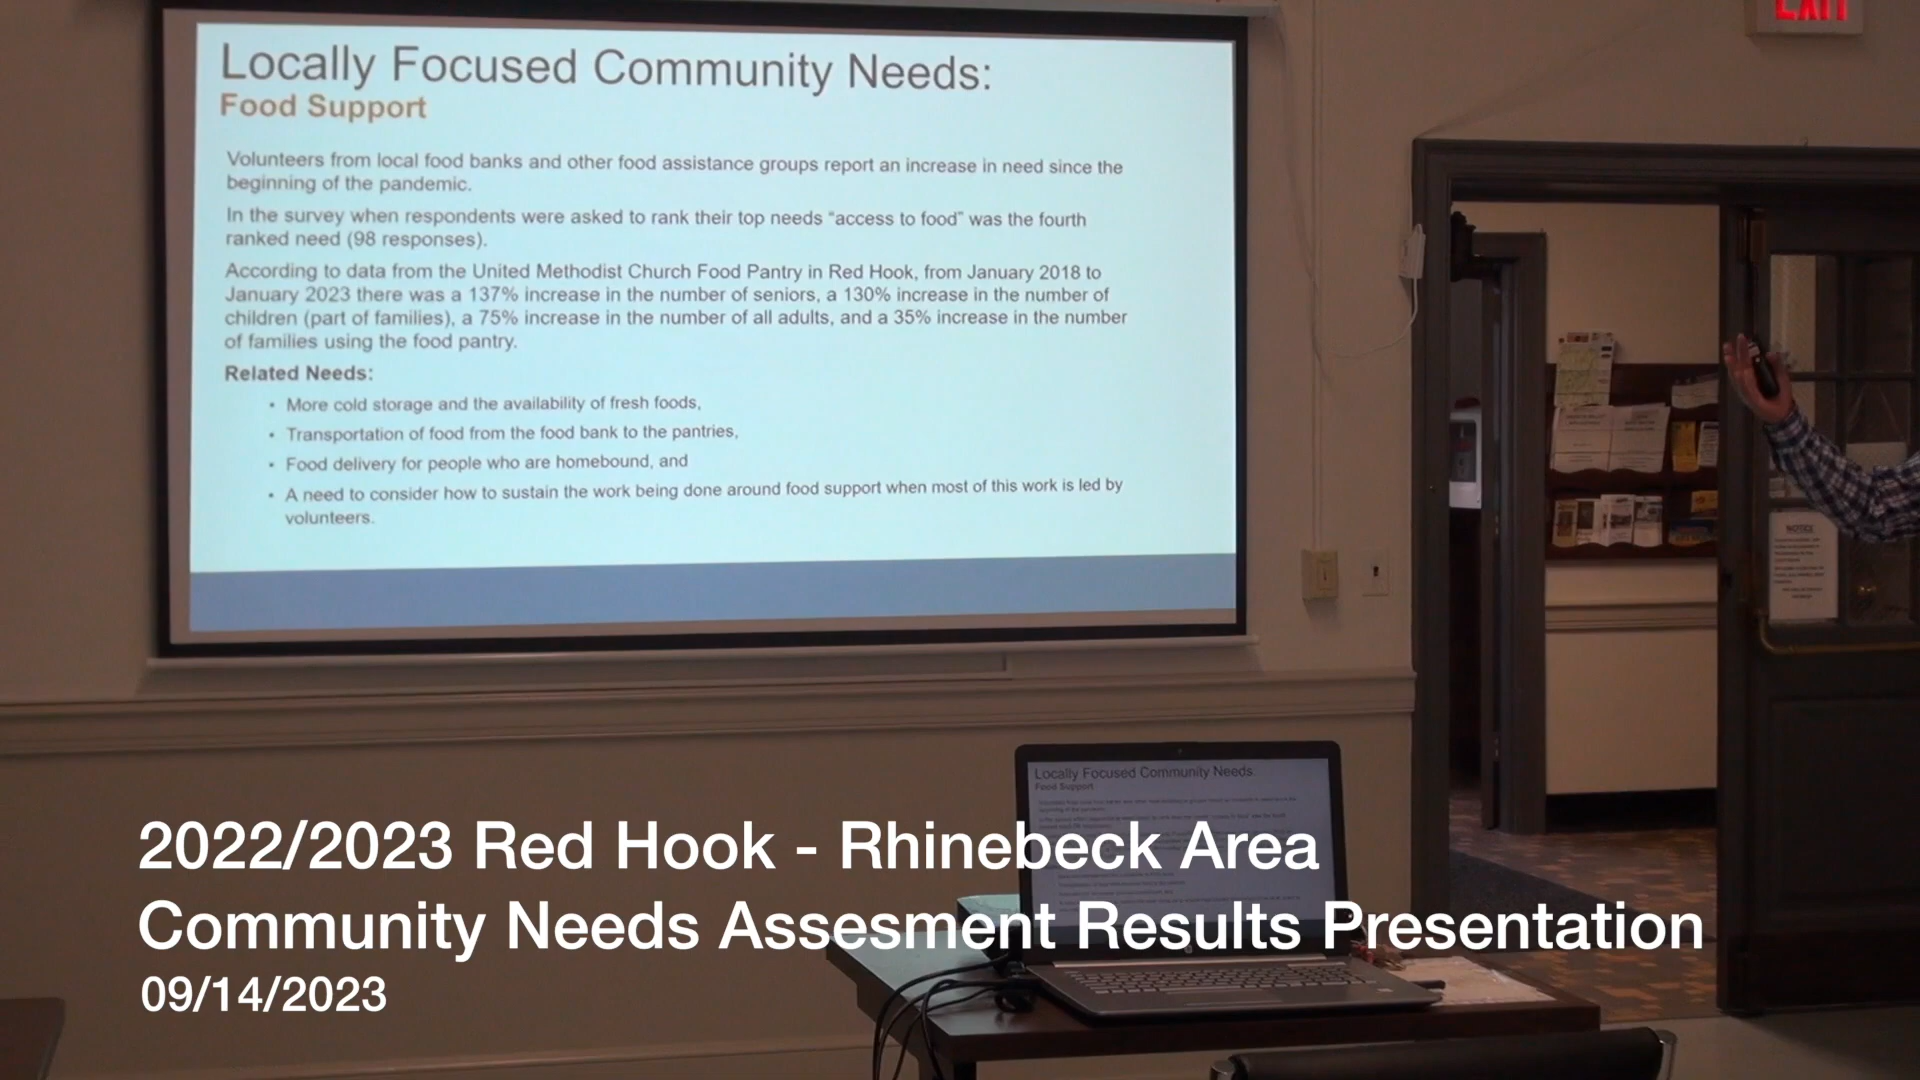 EXIT
Locally Focused Community Needs:
Food Support
Volunteers from local food banks and other food assistance groups report an increase in need since the
beginning of the pandemic.
In the survey when respondents were asked to rank their top needs “access to food” was the fourth
ranked need (98 responses).
According to data from the United Methodist Church Food Pantry in Red Hook, from January 2018 to
January 2023 there was a 137% increase in the number of seniors, a 130% increase in the number of
children (part of families), a 75% increase in the number of all adults, and a 35% increase in the number
of families using the food pantry.
Related Needs:
• More cold storage and the availability of fresh foods,
• Transportation of food from the food bank to the pantries,
• Food delivery for people who are homebound, and
• A need to consider how to sustain the work being done around food support when most of this work is led by
volunteers.
NOTICE
Locally Focused Community Needs
Food Support
2022/2023 Red Hook - Rhinebeck Area
Community Needs Assesment Results Presentation
09/14/2023